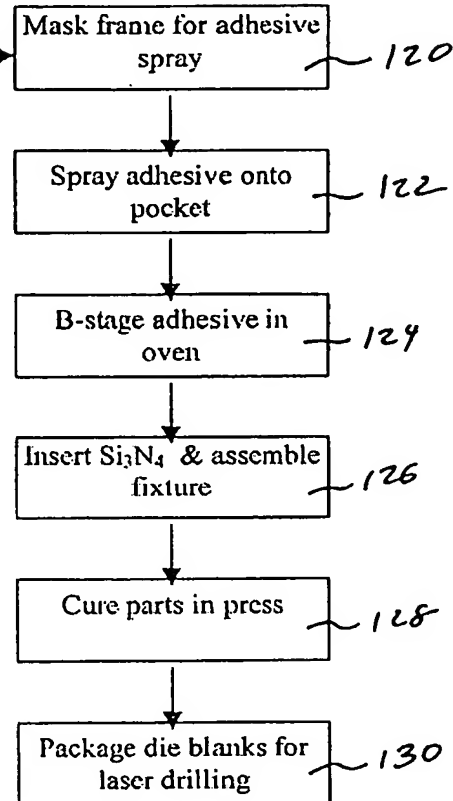 Mask frame for adhesive
spray
120
Spray adhesive onto
pocket
122
B-stage adhesive in
oven
124
Insert Si₃N₄ & assemble
fixture
126
Cure parts in press
128
Package die blanks for
laser drilling
130